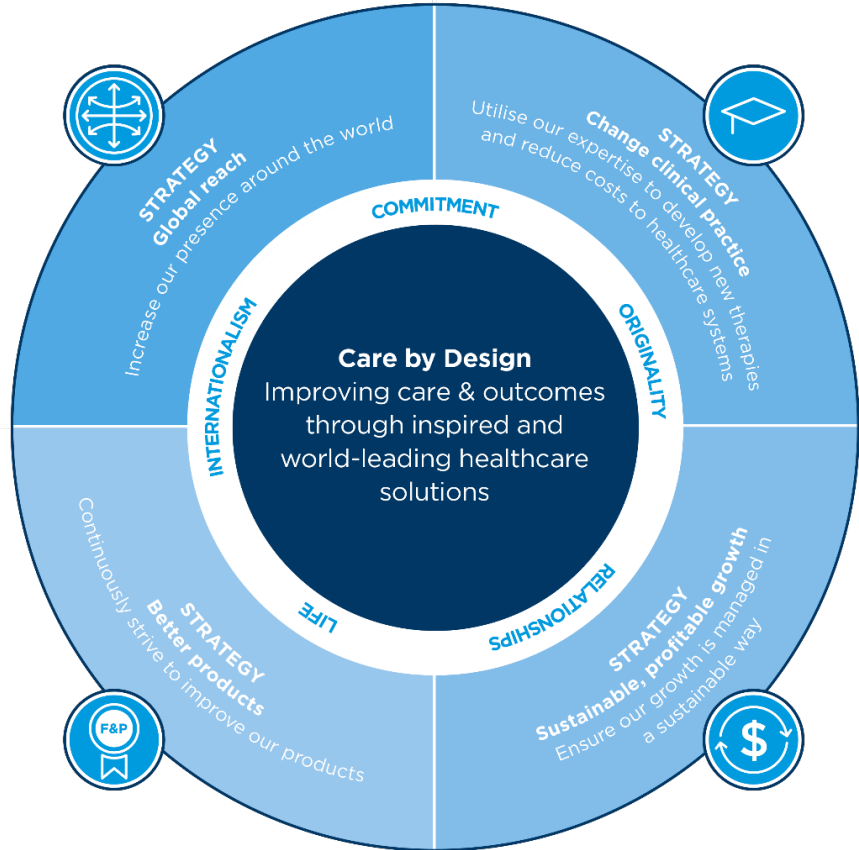 STRATEGY
Global reach
Increase our presence around the world
STRATEGY
Change clinical practice
Utilise our expertise to develop new therapies
and reduce costs to healthcare systems
COMMITMENT
ORIGINALITY
RELATIONSHIPS
LIFE
INTERNATIONALISM
Care by Design
Improving care & outcomes
through inspired and
world-leading healthcare
solutions
STRATEGY
Better products
Continuously strive to improve our products
F&P
STRATEGY
Sustainable, profitable growth
Ensure our growth is managed in
a sustainable way
$